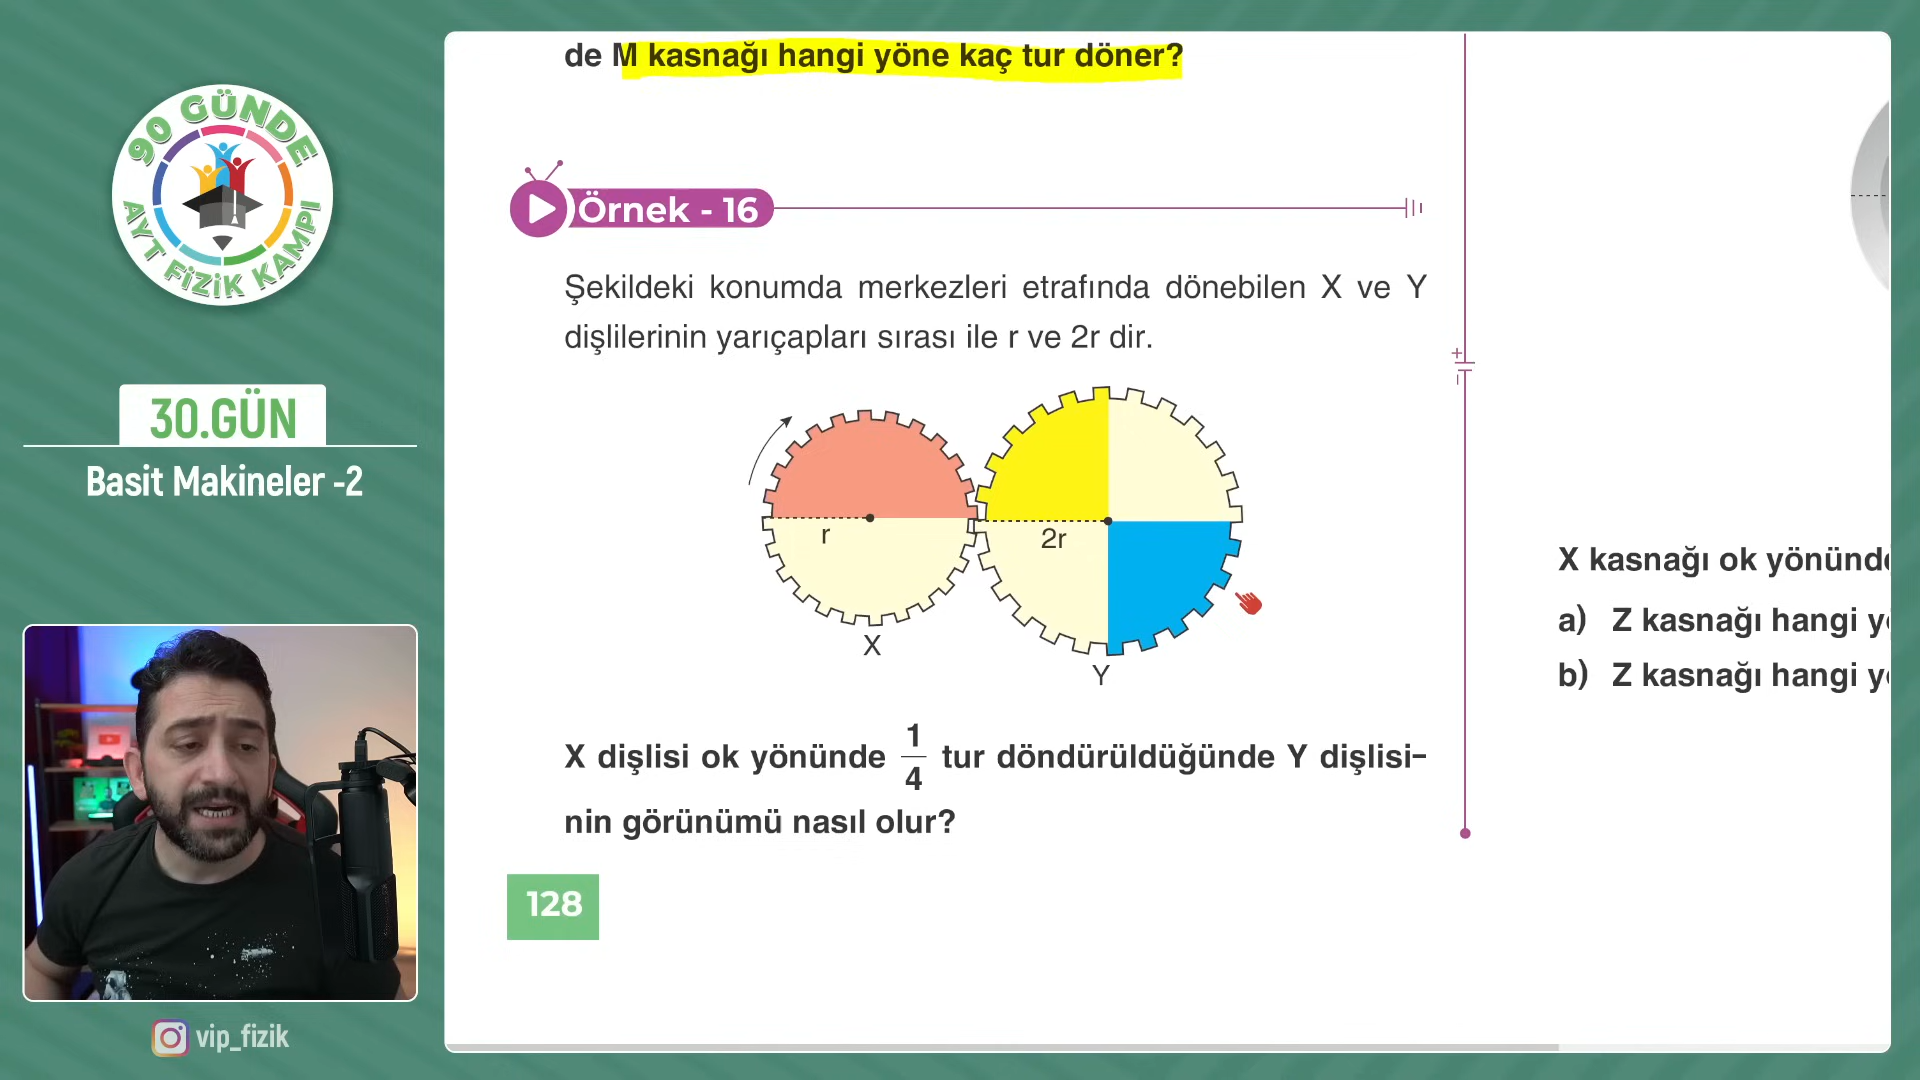 90 GÜNDE
AYT FİZİK KAMPI
30.GÜN
Basit Makineler -2
vip_fizik
de M kasnağı hangi yöne kaç tur döner?
Örnek - 16
Şekildeki konumda merkezleri etrafında dönebilen X ve Y
dişlilerinin yarıçapları sırası ile r ve 2r dir.
r
2r
X
Y
X dişlisi ok yönünde 1/4 tur döndürüldüğünde Y dişlisi-
nin görünümü nasıl olur?
128
+
-
X kasnağı ok yönünde
a) Z kasnağı hangi y
b) Z kasnağı hangi y